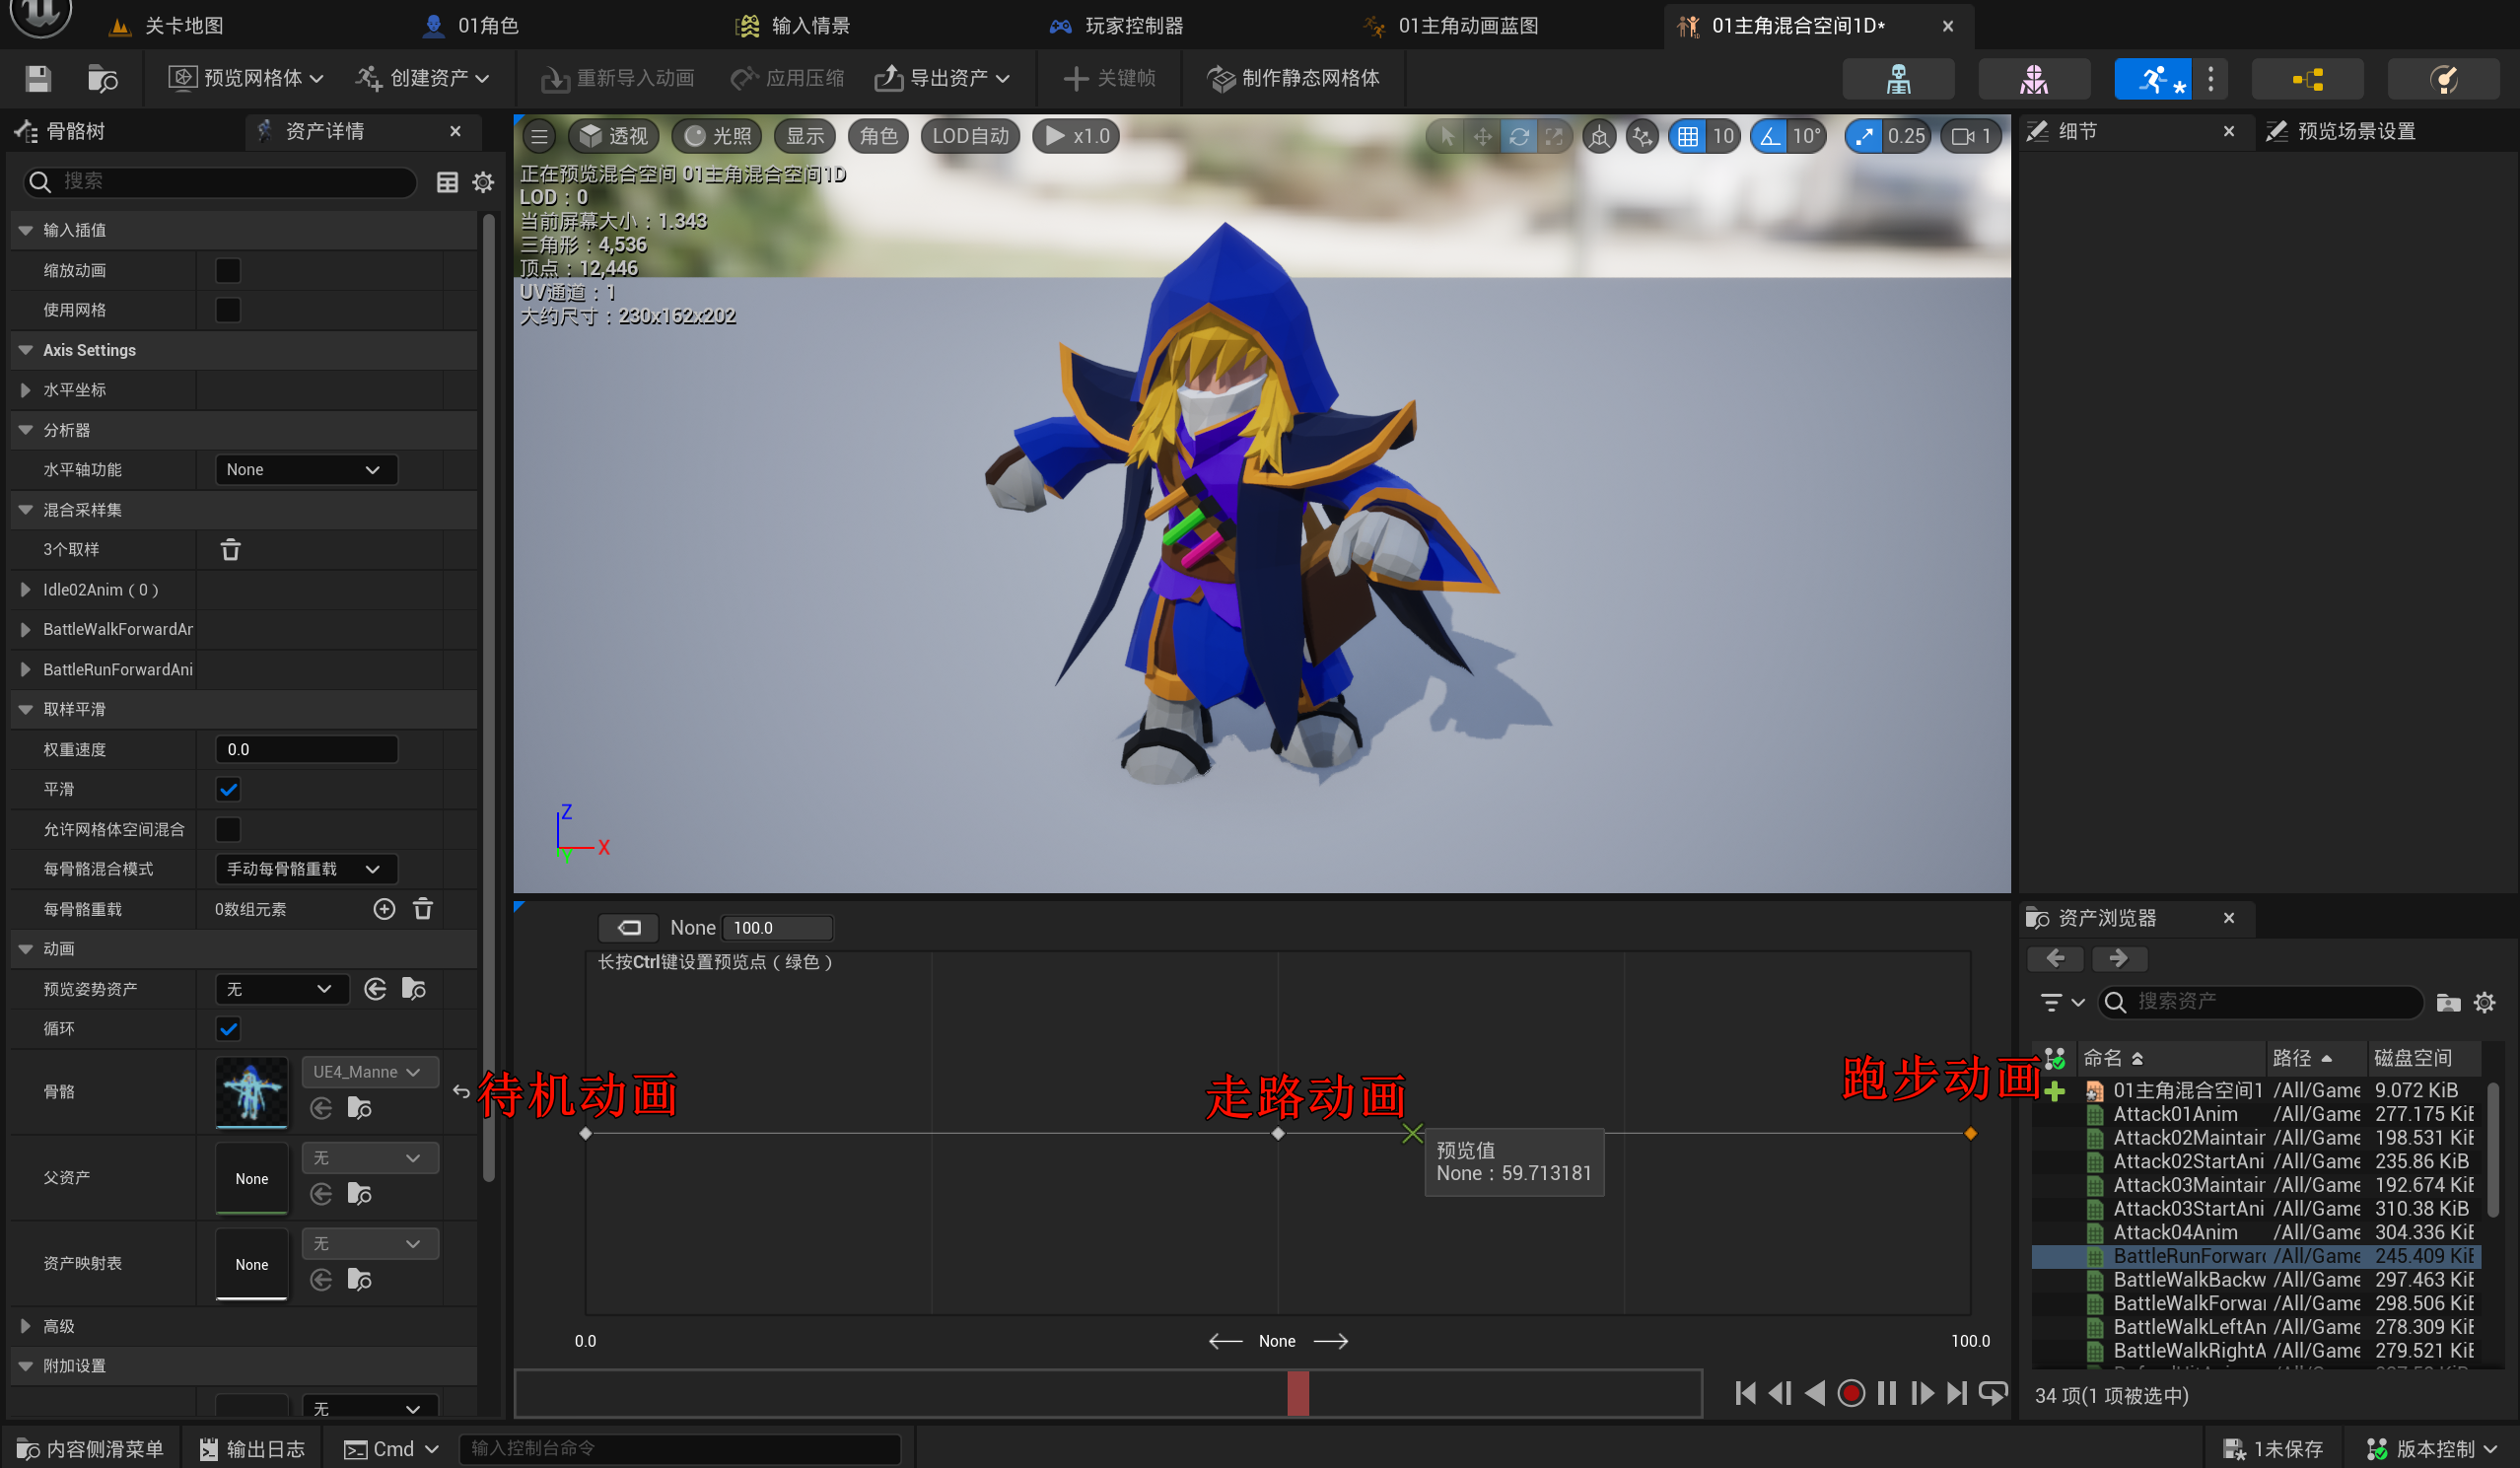 关卡地图
01角色
输入情景
玩家控制器
01主角动画蓝图
01主角混合空间1D*
预览网格体
创建资产
重新导入动画
应用压缩
导出资产
关键帧
制作静态网格体
骨骼树
资产详情
搜索
输入插值
缩放动画
使用网格
Axis Settings
水平坐标
分析器
水平轴功能
None
混合采样集
3个取样
Idle02Anim ( 0 )
BattleWalkForwardAr
BattleRunForwardAni
取样平滑
权重速度
0.0
平滑
允许网格体空间混合
每骨骼混合模式
手动每骨骼重载
每骨骼重载
0数组元素
动画
预览姿势资产
无
循环
骨骼
UE4_Manne
父资产
None
无
资产映射表
None
无
高级
附加设置
无
透视
光照
显示
角色
LOD自动
x1.0
10
10°
0.25
1
正在预览混合空间 01主角混合空间1D
LOD：0
当前屏幕大小：1.343
三角形：4,536
顶点：12,446
UV通道：1
大约尺寸：230x162x202
Z
X
Y
None
100.0
长按Ctrl键设置预览点（绿色）
待机动画
走路动画
跑步动画
预览值
None：59.713181
0.0
None
100.0
细节
预览场景设置
资产浏览器
搜索资产
命名
路径
磁盘空间
01主角混合空间1 /All/Game 9.072 KiB
Attack01Anim /All/Game 277.175 KiB
Attack02Maintair /All/Game 198.531 KiB
Attack02StartAni /All/Game 235.86 KiB
Attack03Maintair /All/Game 192.674 KiB
Attack03StartAni /All/Game 310.38 KiB
Attack04Anim /All/Game 304.336 KiB
BattleRunForwarc /All/Game 245.409 KiB
BattleWalkBackw /All/Game 297.463 KiB
BattleWalkForwar /All/Game 298.506 KiB
BattleWalkLeftAn /All/Game 278.309 KiB
BattleWalkRightA /All/Game 279.521 KiB
34 项(1 项被选中)
内容侧滑菜单
输出日志
Cmd
输入控制台命令
1未保存
版本控制